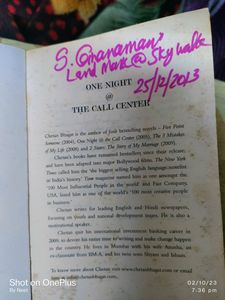 S. Gnanamani
Land Mark @ Sky walk
25/12/2013
ONE NIGHT
@
THE CALL CENTER
Chetan Bhagat is the author of four bestselling novels – Five Point
Someone (2004), One Night @ the Call Center (2005), The 3 Mistakes
of My Life (2008) and 2 States: The Story of My Marriage (2009).
Chetan's books have remained bestsellers since their release,
and have been adapted into major Bollywood films. The New York
Times called him the 'the biggest selling English language novelist
in India's history'. Time magazine named him as one amongst the
'100 Most Influential People in the world' and Fast Company,
USA, listed him as one of the world's '100 most creative people
in business'.
Chetan writes for leading English and Hindi newspapers,
focusing on youth and national development issues. He is also a
motivational speaker.
Chetan quit his international investment banking career in
2009, to devote his entire time to writing and make change happen
in the country. He lives in Mumbai with his wife Anusha, an
ex-classmate from IIM-A, and his twin sons Shyam and Ishaan.
To know more about Chetan visit www.chetanbhagat.com or email
Shot on OnePlus
By Neel
02/10/23
7:36 pm